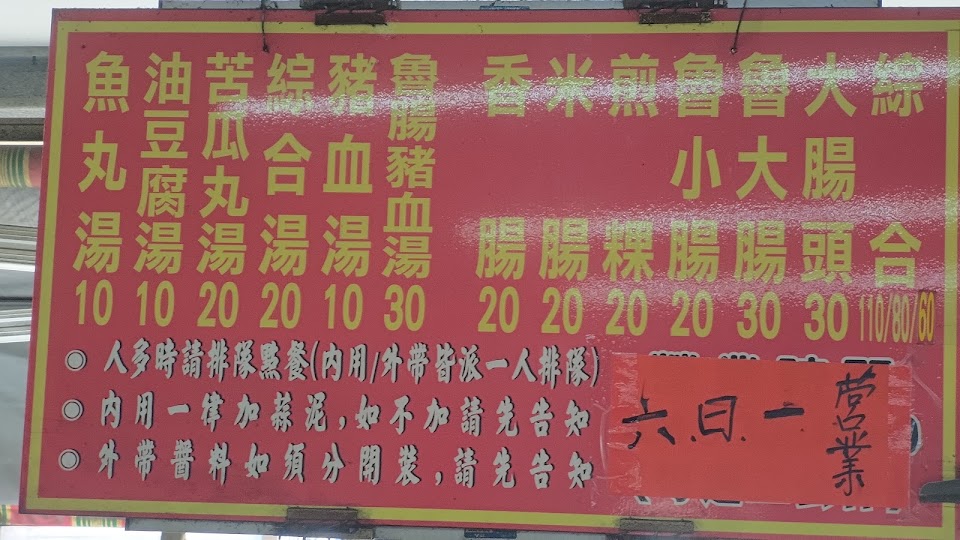 綜合 110/80/60
大腸頭 30
魯大腸 30
魯小腸 20
煎粿 20
米腸 20
香腸 20
魯腸豬血湯 30
豬血湯 10
綜合湯 20
苦瓜丸湯 20
油豆腐湯 10
魚丸湯 10
◉ 人多時請排隊點餐(內用/外帶皆派一人排隊)
◉ 內用一律加蒜泥,如不加請先告知
◉ 外帶醬料如須分開裝,請先告知
六.日.一.
營業